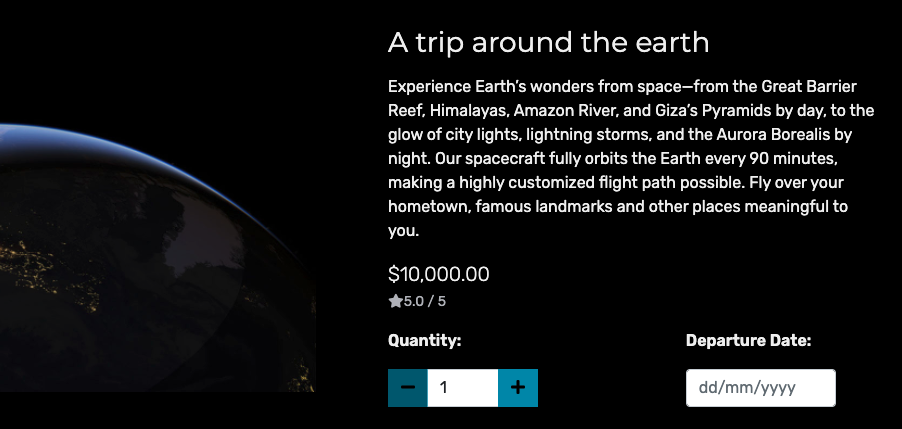 A trip around the earth
Experience Earth’s wonders from space—from the Great Barrier
Reef, Himalayas, Amazon River, and Giza’s Pyramids by day, to the
glow of city lights, lightning storms, and the Aurora Borealis by
night. Our spacecraft fully orbits the Earth every 90 minutes,
making a highly customized flight path possible. Fly over your
hometown, famous landmarks and other places meaningful to
you.
$10,000.00
5.0 / 5
Quantity:
Departure Date:
1
dd/mm/yyyy